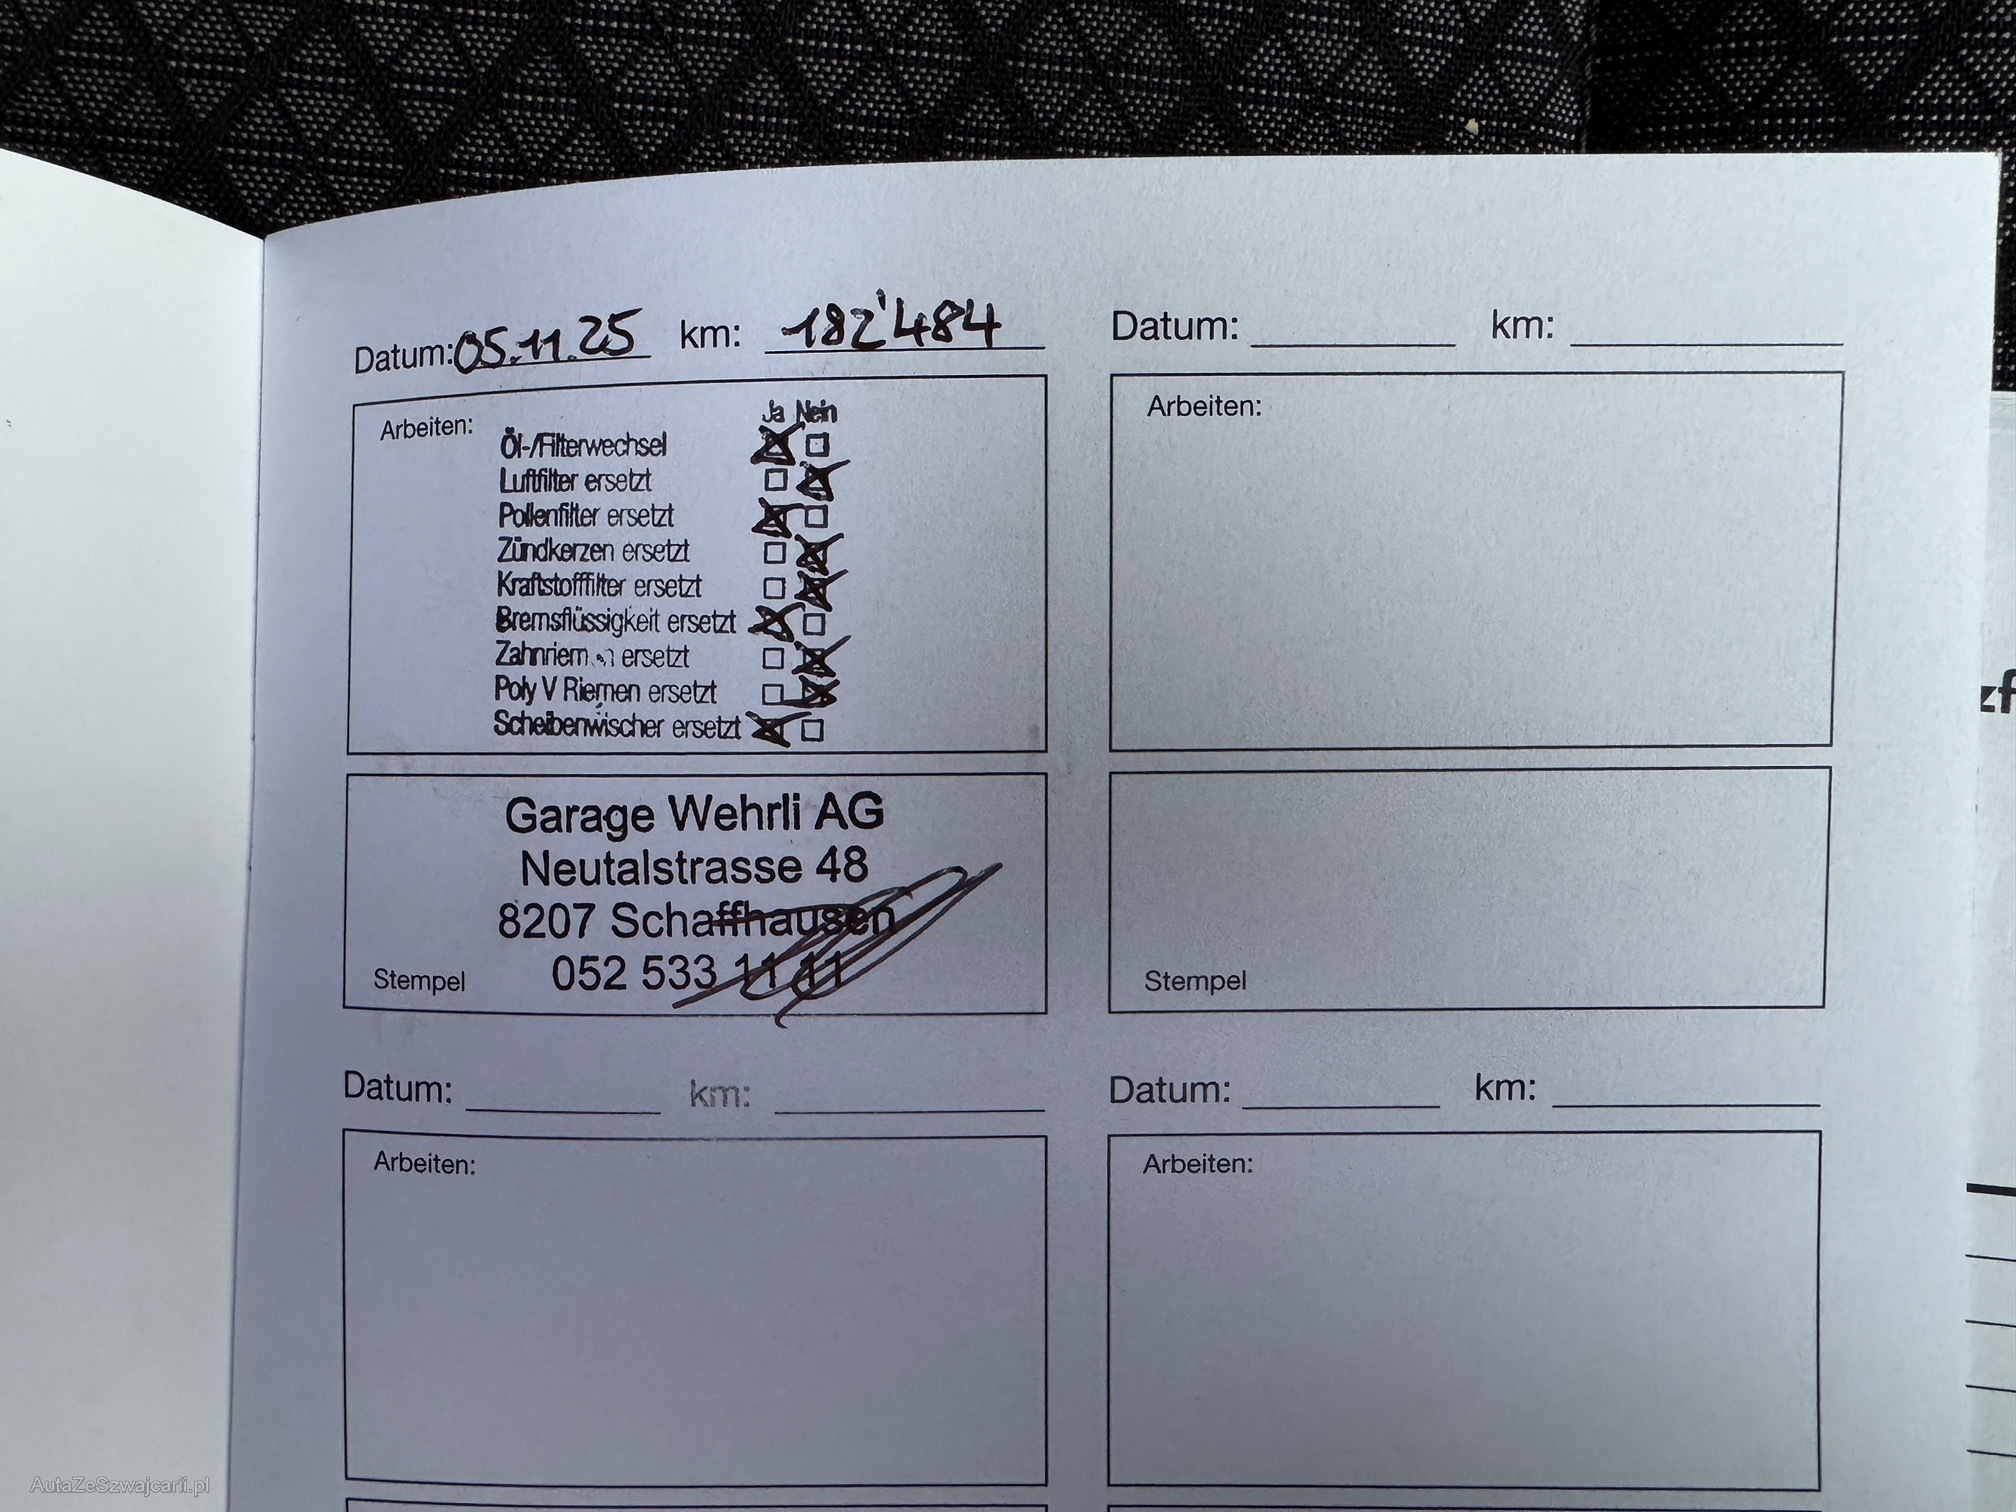 Datum: 05.11.25 km: 182'484
Arbeiten:
Ja Nein
Öl-/Filterwechsel
Luftfilter ersetzt
Pollenfilter ersetzt
Zündkerzen ersetzt
Kraftstofffilter ersetzt
Bremsflüssigkeit ersetzt
Zahnriemen ersetzt
Poly V Riemen ersetzt
Scheibenwischer ersetzt
Garage Wehrli AG
Neutalstrasse 48
8207 Schaffhausen
052 533 11 11
Stempel
Datum: km:
Arbeiten:
Stempel
Datum: km:
Arbeiten:
Datum: km:
Arbeiten:
AutaZeSzwajcarii.pl